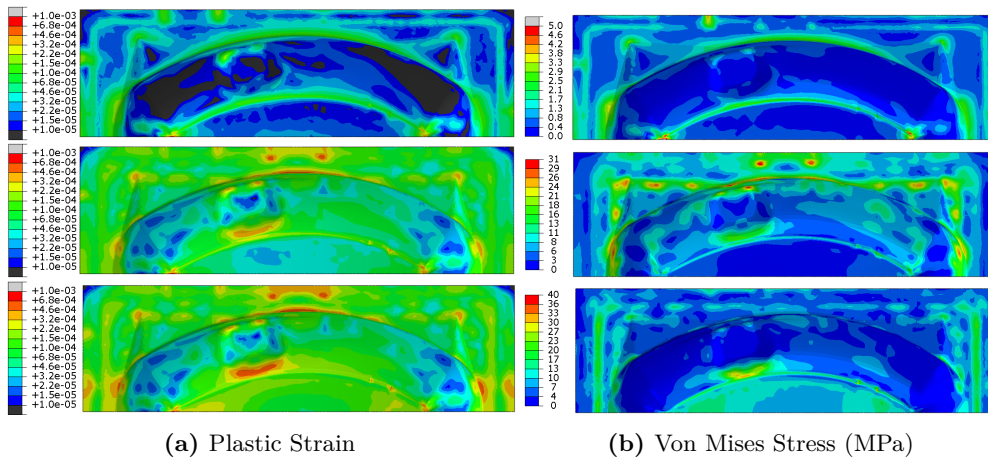 +1.0e-03
+6.8e-04
+4.6e-04
+3.2e-04
+2.2e-04
+1.5e-04
+1.0e-04
+6.8e-05
+4.6e-05
+3.2e-05
+2.2e-05
+1.5e-05
+1.0e-05
5.0
4.6
4.2
3.8
3.3
2.9
2.5
2.1
1.7
1.3
0.8
0.4
0.0
+1.0e-03
+6.8e-04
+4.6e-04
+3.2e-04
+2.2e-04
+1.5e-04
+1.0e-04
+6.8e-05
+4.6e-05
+3.2e-05
+2.2e-05
+1.5e-05
+1.0e-05
31
29
26
24
21
18
16
13
11
8
5
3
0
+1.0e-03
+6.8e-04
+4.6e-04
+3.2e-04
+2.2e-04
+1.5e-04
+1.0e-04
+6.8e-05
+4.6e-05
+3.2e-05
+2.2e-05
+1.5e-05
+1.0e-05
40
36
33
30
27
23
20
17
13
10
7
4
0
(a) Plastic Strain
(b) Von Mises Stress (MPa)